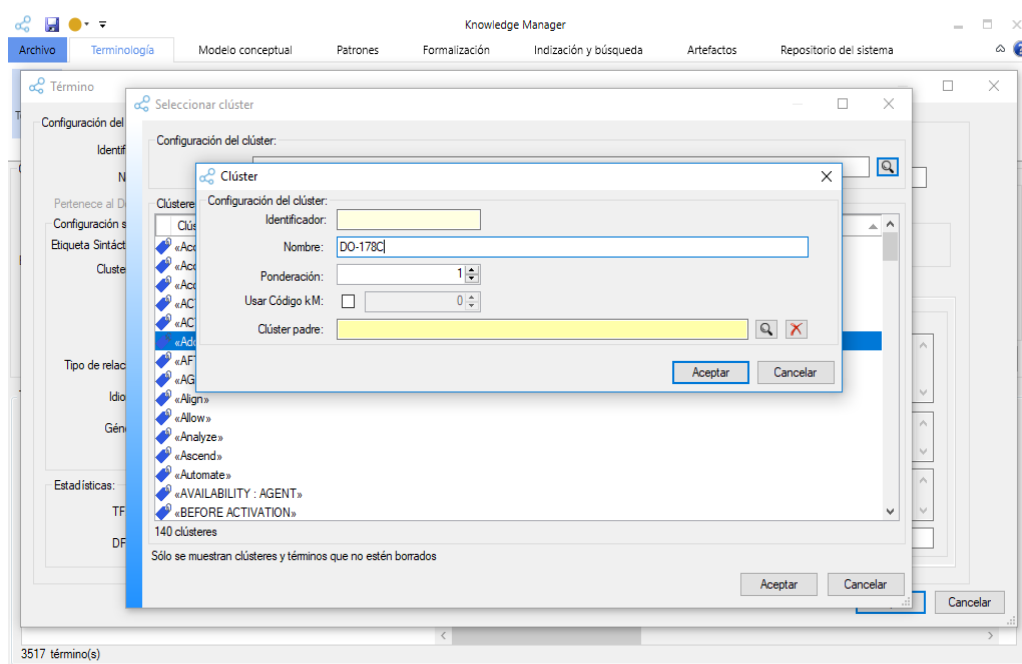 Knowledge Manager
Archivo Terminología Modelo conceptual Patrones Formalización Indización y búsqueda Artefactos Repositorio del sistema
Término
Seleccionar clúster
Configuración del
Configuración del clúster:
Identif
N
Clúster
Pertenece al D
Clústere
Configuración del clúster:
Configuración s
Clús
Identificador:
Etiqueta Sintáct
«Acc
Nombre: DO-178C
Cluste
«Acc
Ponderación: 1
«Acc
Usar Código kM: 0
«AC
«AC
Clúster padre:
«Add
Tipo de relac
«AF
«AG
Aceptar Cancelar
Idio
«Align»
«Allow»
Géne
«Analyze»
«Ascend»
«Automate»
Estadísticas:
«AVAILABILITY : AGENT»
TF
«BEFORE ACTIVATION»
140 clústeres
DF
Sólo se muestran clústeres y términos que no estén borrados
Aceptar Cancelar
Cancelar
3517 término(s)